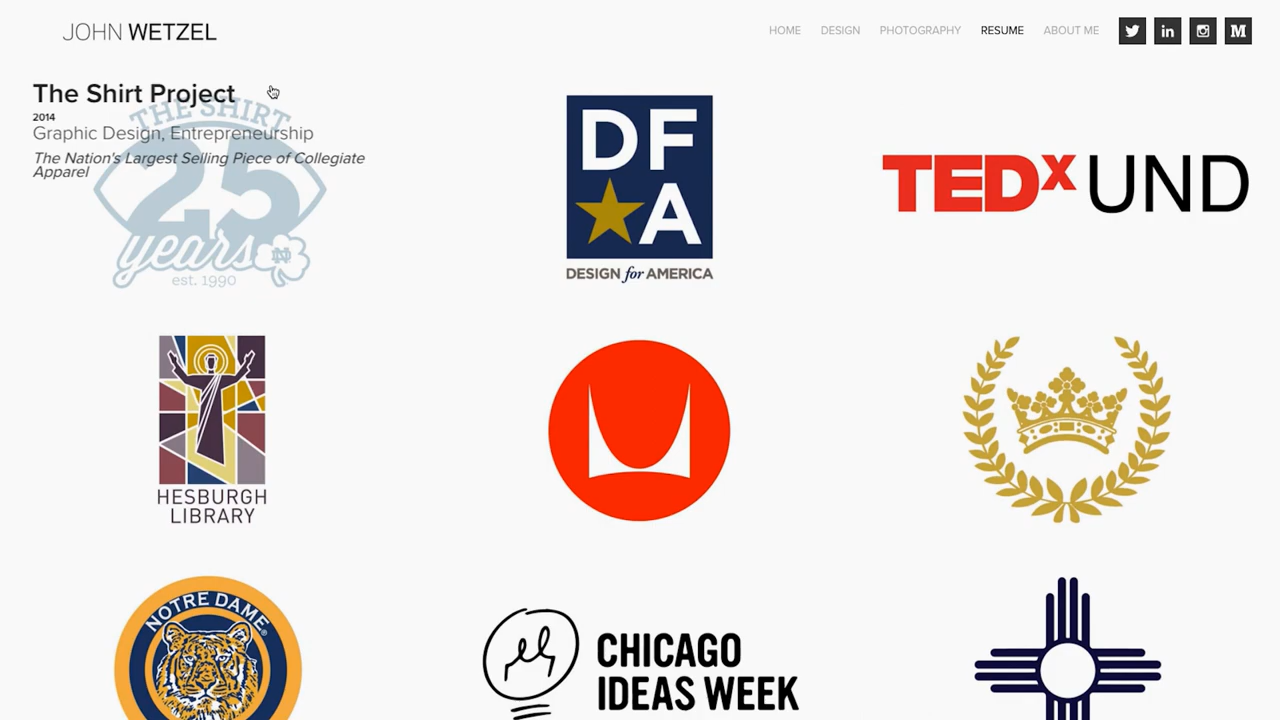 JOHN WETZEL
HOME DESIGN PHOTOGRAPHY RESUME ABOUT ME
M
The Shirt Project
2014
Graphic Design, Entrepreneurship
The Nation's Largest Selling Piece of Collegiate
Apparel
THE SHIRT
25
years
ND
est. 1990
DF
A
DESIGN for AMERICA
TEDx UND
HESBURGH
LIBRARY
NOTRE DAME
CHICAGO
IDEAS WEEK